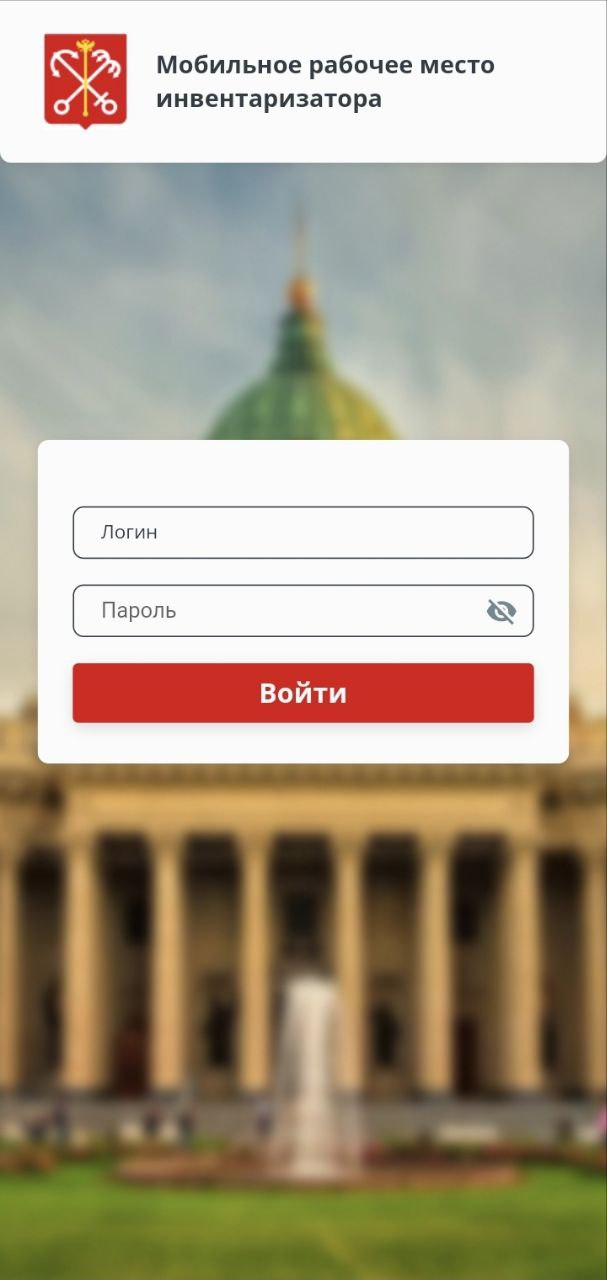 Мобильное рабочее место
инвентаризатора
Логин
Пароль
Войти